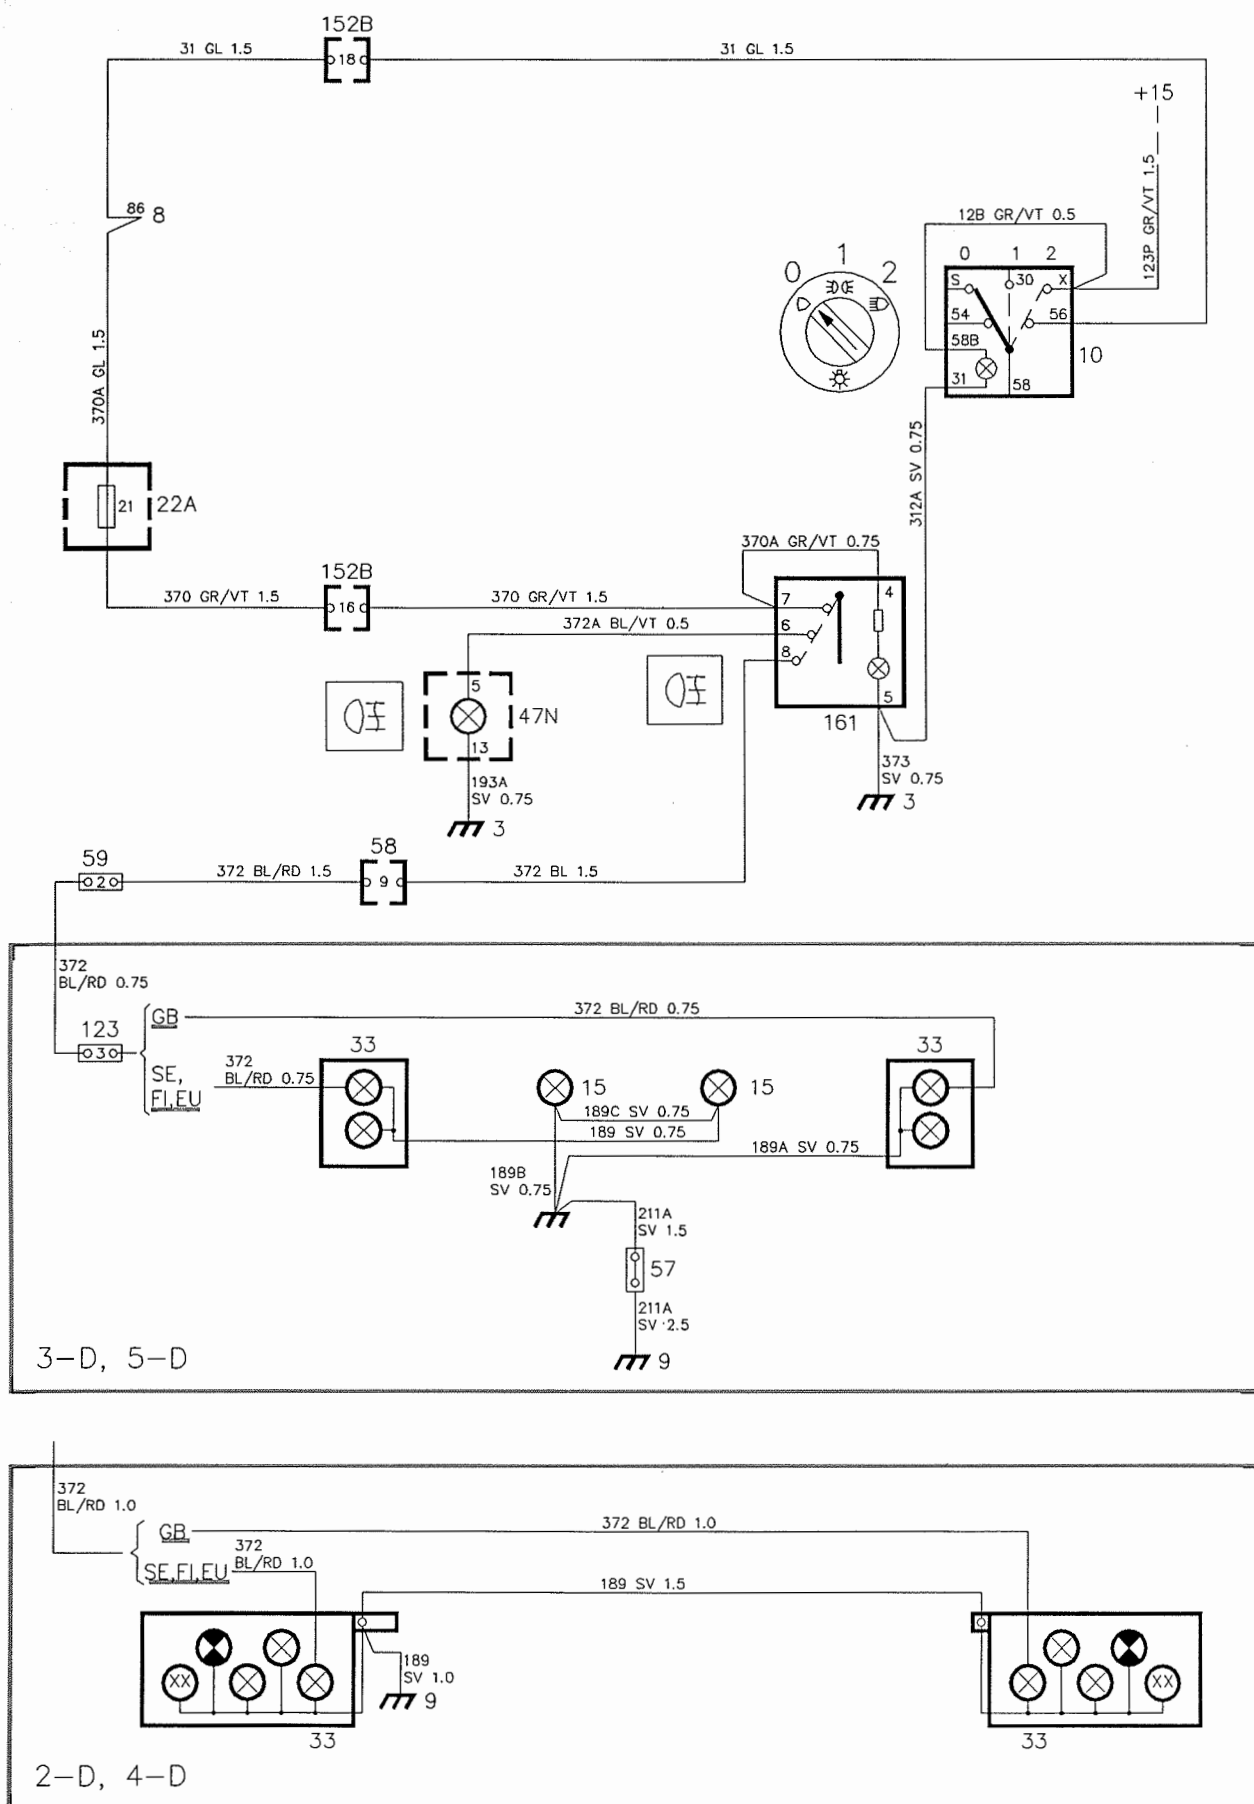 152B
31 GL 1.5
18
31 GL 1.5
+15
123P GR/VT 1.5
86 8
12B GR/VT 0.5
0 1 2
0 1 2
S 30 X
54 56
58B
31 58
10
370A GL 1.5
312A SV 0.75
21 22A
370A GR/VT 0.75
152B
370 GR/VT 1.5
16
370 GR/VT 1.5
7 4
372A BL/VT 0.5
6
8
5
5 47N
13
161
193A
SV 0.75
3
373
SV 0.75
3
59
2
372 BL/RD 1.5
58
9
372 BL 1.5
372
BL/RD 0.75
123
3
GB
372 BL/RD 0.75
SE,
FI,EU
372
BL/RD 0.75
33
15
15
33
189C SV 0.75
189 SV 0.75
189A SV 0.75
189B
SV 0.75
211A
SV 1.5
57
211A
SV 2.5
9
3-D, 5-D
372
BL/RD 1.0
GB
372 BL/RD 1.0
SE,FI,EU
372
BL/RD 1.0
189 SV 1.5
XX
189
SV 1.0
9
XX
33
33
2-D, 4-D